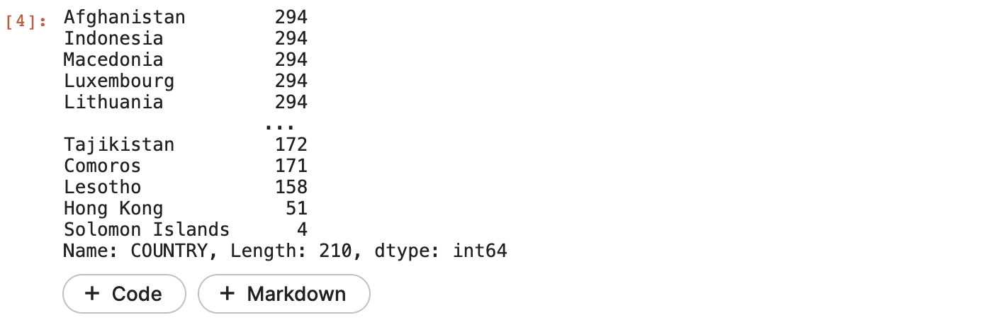 [4]: Afghanistan 294
Indonesia 294
Macedonia 294
Luxembourg 294
Lithuania 294
...
Tajikistan 172
Comoros 171
Lesotho 158
Hong Kong 51
Solomon Islands 4
Name: COUNTRY, Length: 210, dtype: int64
+ Code + Markdown